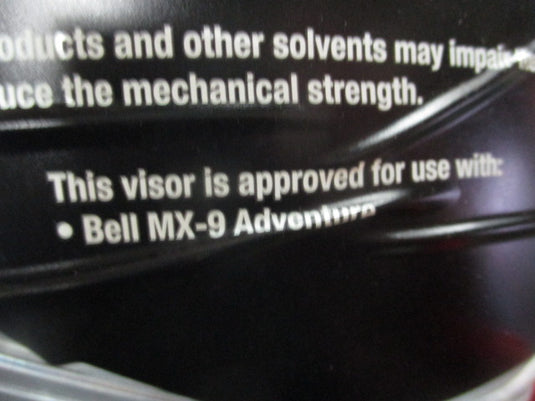 oducts and other solvents may impair
uce the mechanical strength.
This visor is approved for use with:
• Bell MX-9 Adventure